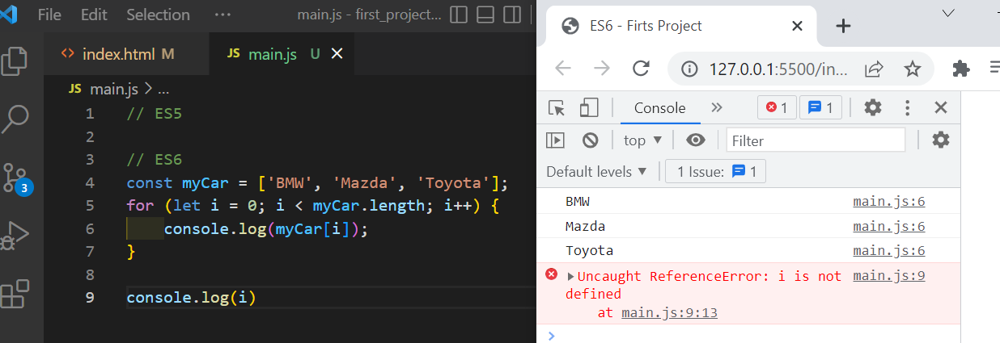 File Edit Selection ··· main.js - first_project...
index.html M JS main.js U
JS main.js > ...
1 // ES5
2
3 // ES6
4 const myCar = ['BMW', 'Mazda', 'Toyota'];
5 for (let i = 0; i < myCar.length; i++) {
6 console.log(myCar[i]);
7 }
8
9 console.log(i)
3
ES6 - Firts Project
127.0.0.1:5500/in...
Console » 1 1
top Filter
Default levels 1 Issue: 1
BMW main.js:6
Mazda main.js:6
Toyota main.js:6
Uncaught ReferenceError: i is not main.js:9
defined
at main.js:9:13